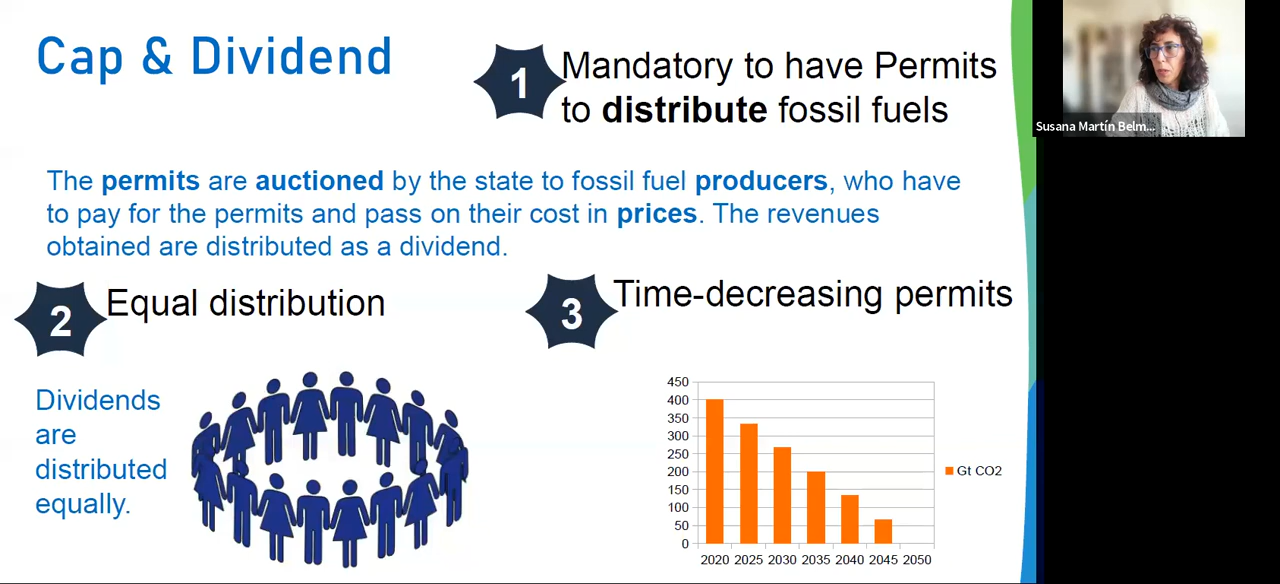 Cap & Dividend
1
Mandatory to have Permits
to distribute fossil fuels
The permits are auctioned by the state to fossil fuel producers, who have
to pay for the permits and pass on their cost in prices. The revenues
obtained are distributed as a dividend.
2
Equal distribution
Dividends
are
distributed
equally.
3
Time-decreasing permits
450
400
350
300
250
200
150
100
50
0
2020 2025 2030 2035 2040 2045 2050
Gt CO2
Susana Martín Belm...